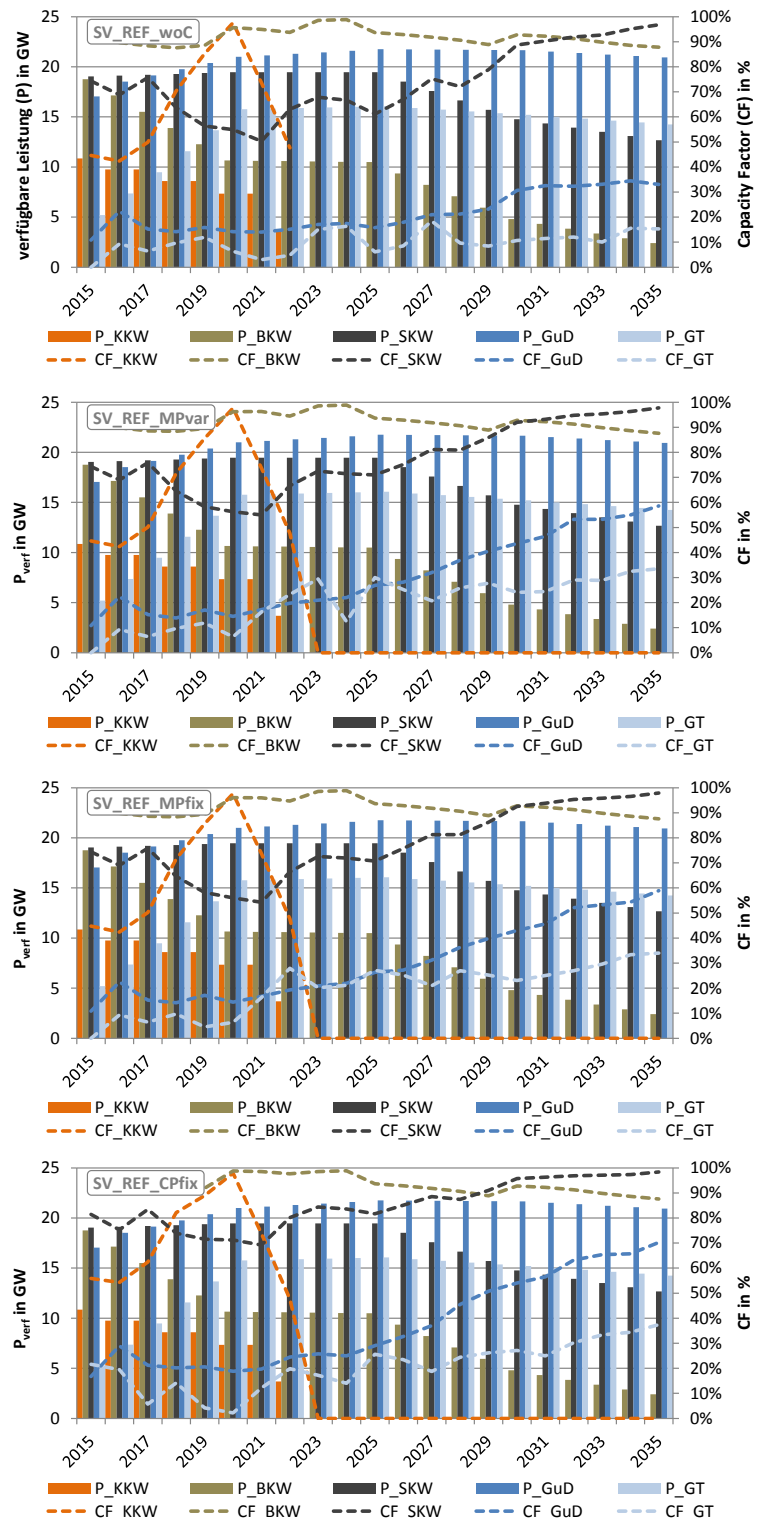 SV_REF_woC
verfügbare Leistung (P) in GW
25
20
15
10
5
0
100%
90%
80%
70%
60%
50%
40%
30%
20%
10%
0%
Capacity Factor (CF) in %
2015 2017 2019 2021 2023 2025 2027 2029 2031 2033 2035
P_KKW P_BKW P_SKW P_GuD P_GT
CF_KKW CF_BKW CF_SKW CF_GuD CF_GT
SV_REF_MPvar
P_verf in GW
25
20
15
10
5
0
100%
90%
80%
70%
60%
50%
40%
30%
20%
10%
0%
CF in %
2015 2017 2019 2021 2023 2025 2027 2029 2031 2033 2035
P_KKW P_BKW P_SKW P_GuD P_GT
CF_KKW CF_BKW CF_SKW CF_GuD CF_GT
SV_REF_MPfix
P_verf in GW
25
20
15
10
5
0
100%
90%
80%
70%
60%
50%
40%
30%
20%
10%
0%
CF in %
2015 2017 2019 2021 2023 2025 2027 2029 2031 2033 2035
P_KKW P_BKW P_SKW P_GuD P_GT
CF_KKW CF_BKW CF_SKW CF_GuD CF_GT
SV_REF_CPfix
P_verf in GW
25
20
15
10
5
0
100%
90%
80%
70%
60%
50%
40%
30%
20%
10%
0%
CF in %
2015 2017 2019 2021 2023 2025 2027 2029 2031 2033 2035
P_KKW P_BKW P_SKW P_GuD P_GT
CF_KKW CF_BKW CF_SKW CF_GuD CF_GT